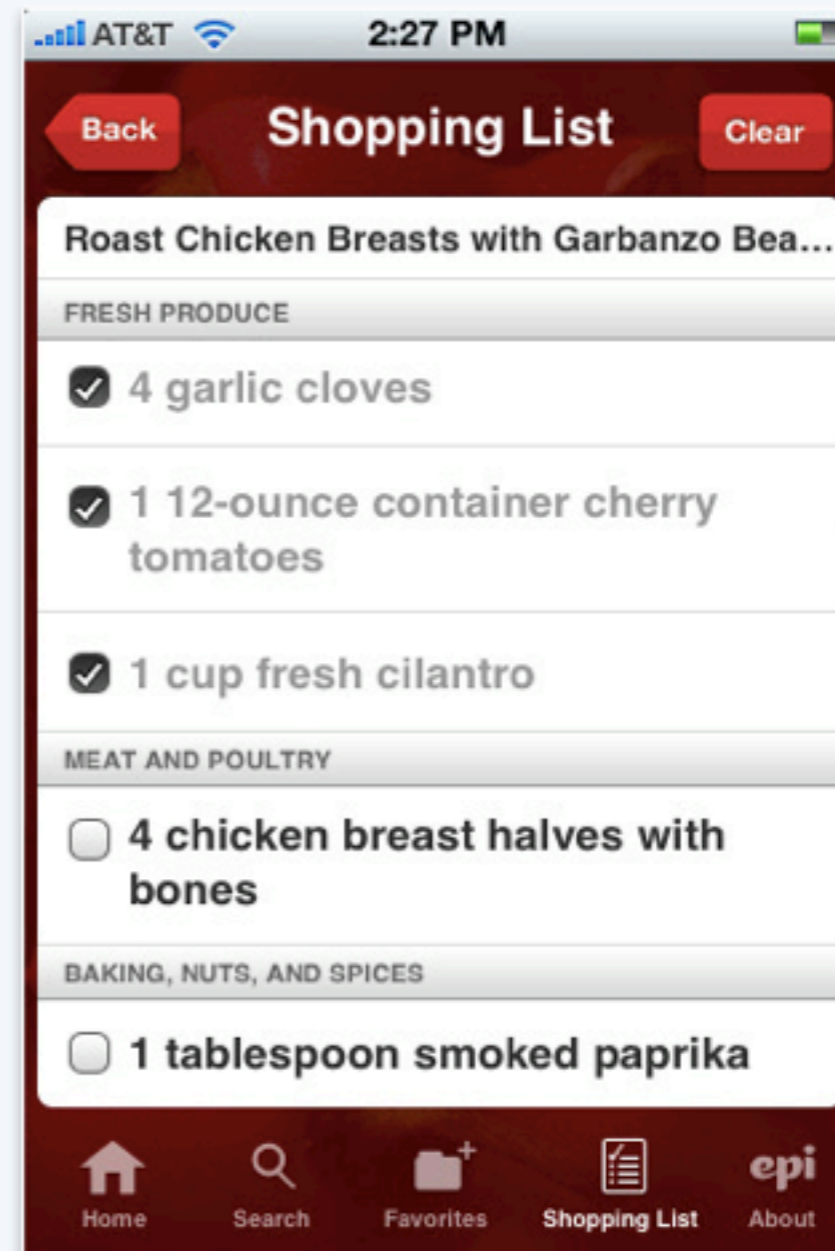 AT&T 2:27 PM
Back Shopping List Clear
Roast Chicken Breasts with Garbanzo Bea...
FRESH PRODUCE
4 garlic cloves
1 12-ounce container cherry
tomatoes
1 cup fresh cilantro
MEAT AND POULTRY
4 chicken breast halves with
bones
BAKING, NUTS, AND SPICES
1 tablespoon smoked paprika
epi
Home Search Favorites Shopping List About